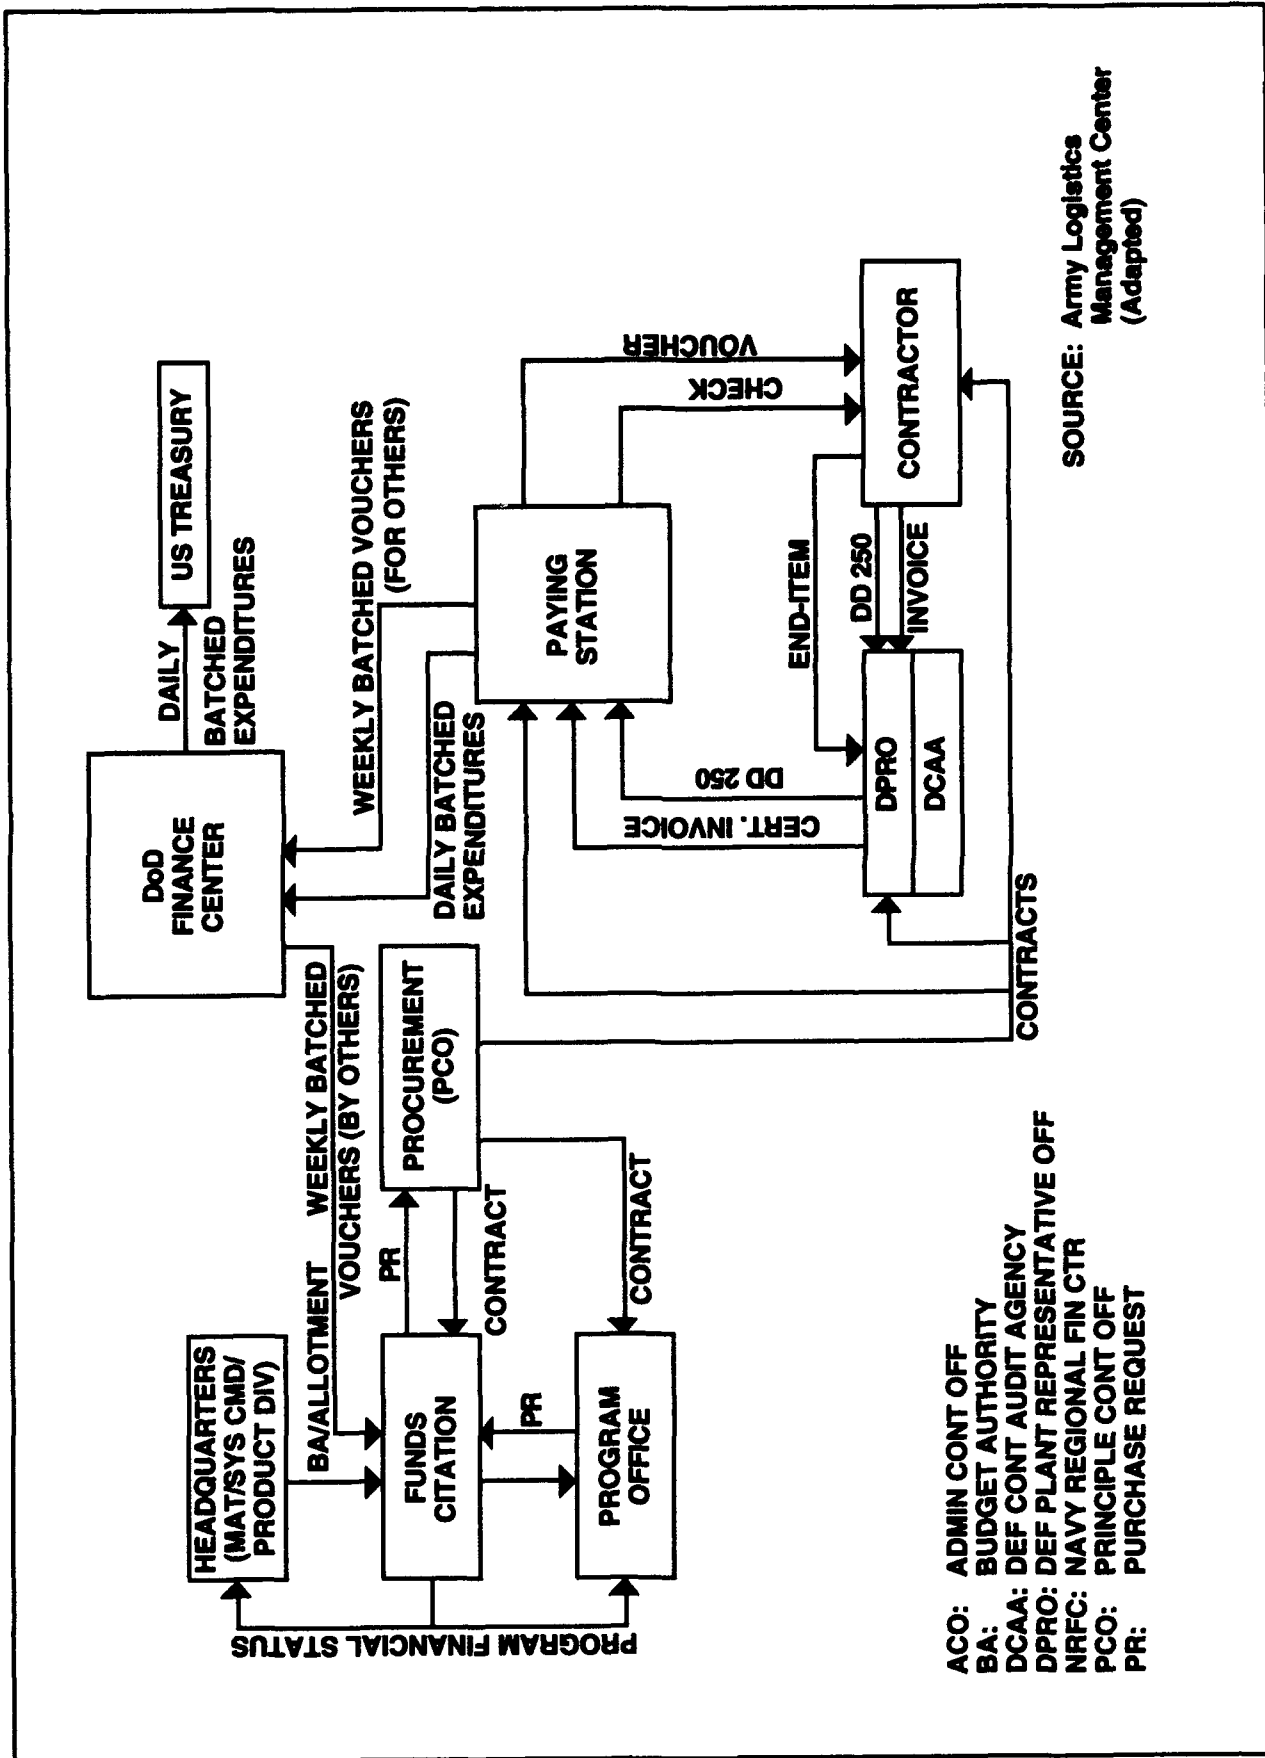 US TREASURY
DAILY
BATCHED
EXPENDITURES
DoD
FINANCE
CENTER
HEADQUARTERS
(MAT/SYS CMD/
PRODUCT DIV)
BA/ALLOTMENT
WEEKLY BATCHED
VOUCHERS (BY OTHERS)
WEEKLY BATCHED VOUCHERS
(FOR OTHERS)
DAILY BATCHED
EXPENDITURES
PROGRAM FINANCIAL STATUS
FUNDS
CITATION
PR
CONTRACT
PROCUREMENT
(PCO)
PAYING
STATION
VOUCHER
CHECK
PR
PROGRAM
OFFICE
CONTRACT
CERT. INVOICE
DD 250
END-ITEM
DD 250
INVOICE
DPRO
DCAA
CONTRACTOR
CONTRACTS
ACO: ADMIN CONT OFF
BA: BUDGET AUTHORITY
DCAA: DEF CONT AUDIT AGENCY
DPRO: DEF PLANT REPRESENTATIVE OFF
NRFC: NAVY REGIONAL FIN CTR
PCO: PRINCIPLE CONT OFF
PR: PURCHASE REQUEST
SOURCE: Army Logistics
Management Center
(Adapted)